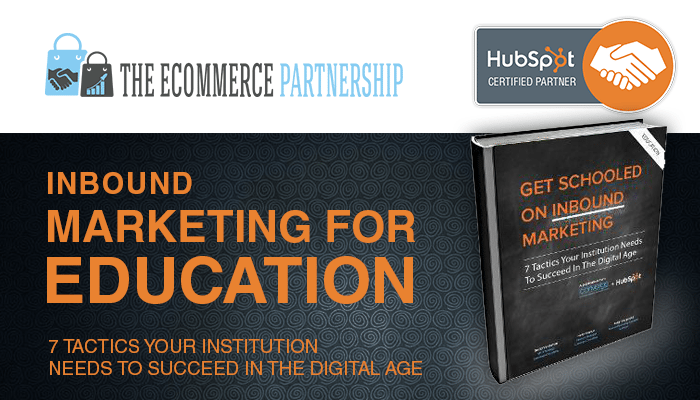 THE ECOMMERCE PARTNERSHIP
HubSpot
CERTIFIED PARTNER
INBOUND
MARKETING FOR
EDUCATION
7 TACTICS YOUR INSTITUTION
NEEDS TO SUCCEED IN THE DIGITAL AGE
GET SCHOOLED
ON INBOUND
MARKETING
7 Tactics Your Institution Needs
To Succeed In The Digital Age
HubSpot